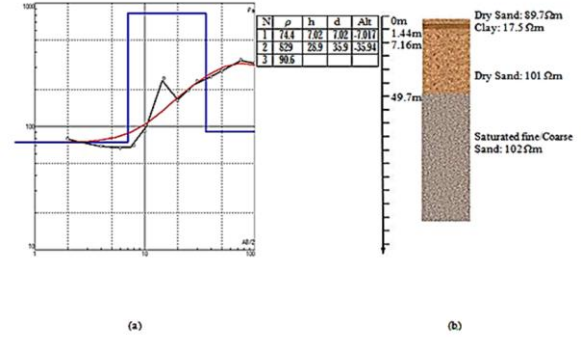 1000
100
10
1
10
100
AB/2
N ρ h d Alt
1 74.4 7.02 7.02 -7.017
2 829 28.9 35.9 -35.94
3 90.6
0m
1.44m
7.16m
49.7m
Dry Sand: 89.7Ωm
Clay: 17.5 Ωm
Dry Sand: 101 Ωm
Saturated fine/Coarse
Sand: 102Ωm
(a)
(b)